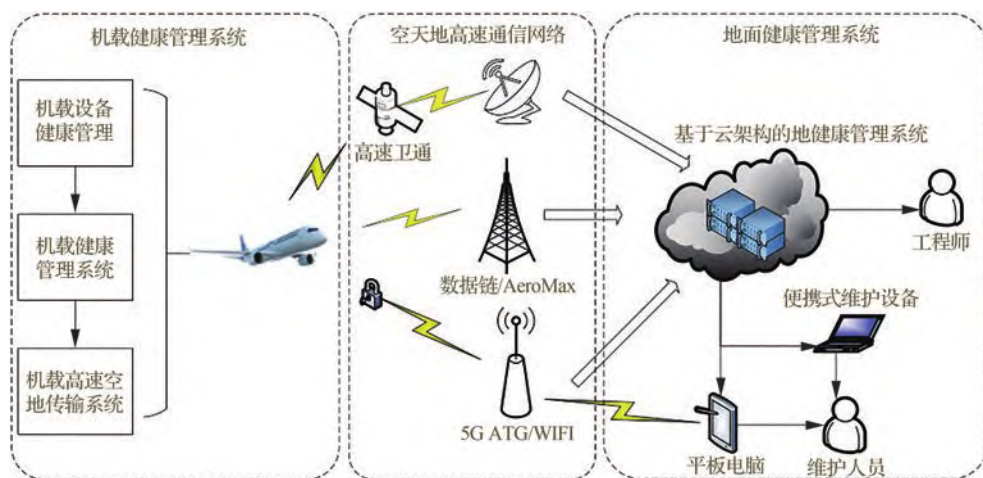 机载健康管理系统
机载设备
健康管理
机载健康
管理系统
机载高速空
地传输系统
空天地高速通信网络
高速卫通
数据链/AeroMax
5G ATG/WIFI
地面健康管理系统
基于云架构的地健康管理系统
工程师
便携式维护设备
平板电脑
维护人员